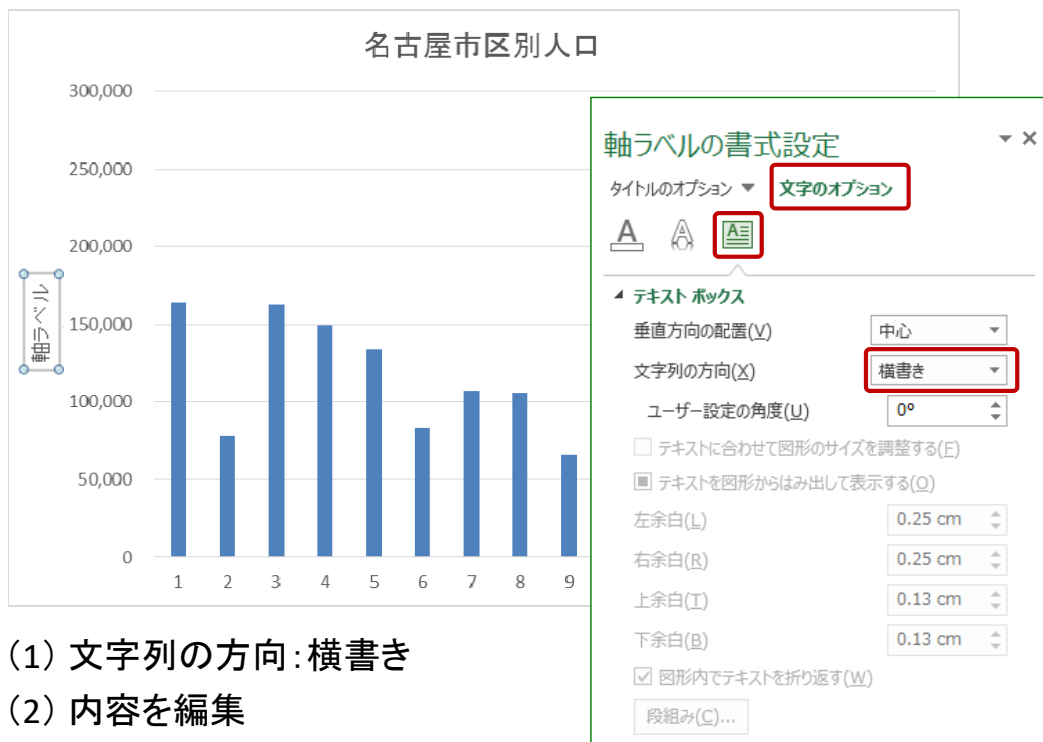 名古屋市区別人口
300,000
250,000
200,000
150,000
100,000
50,000
0
軸ラベル
1 2 3 4 5 6 7 8 9
軸ラベルの書式設定
タイトルのオプション 文字のオプション
テキスト ボックス
垂直方向の配置(V) 中心
文字列の方向(X) 横書き
ユーザー設定の角度(U) 0°
テキストに合わせて図形のサイズを調整する(F)
テキストを図形からはみ出して表示する(O)
左余白(L) 0.25 cm
右余白(R) 0.25 cm
上余白(T) 0.13 cm
下余白(B) 0.13 cm
図形内でテキストを折り返す(W)
段組み(C)...
（1）文字列の方向：横書き
（2）内容を編集